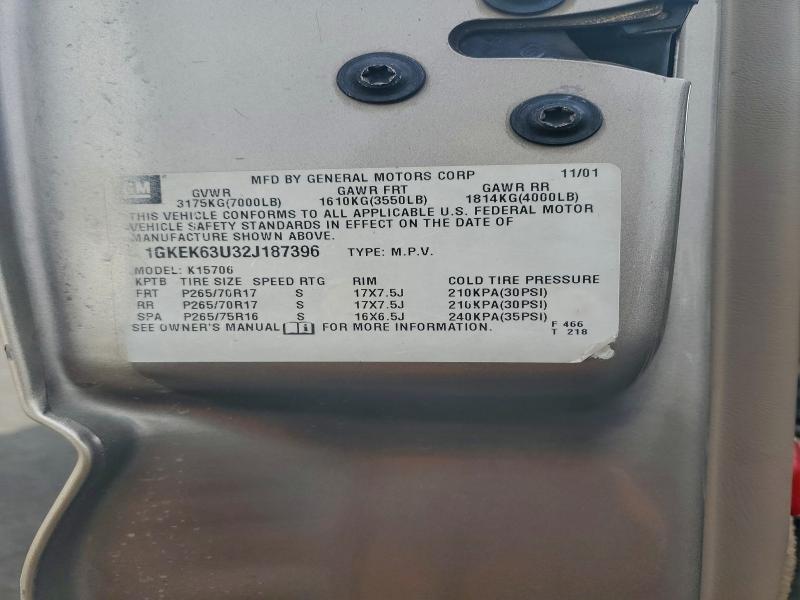 GM MFD BY GENERAL MOTORS CORP 11/01
GVWR GAWR FRT GAWR RR
3175KG(7000LB) 1610KG(3550LB) 1814KG(4000LB)
THIS VEHICLE CONFORMS TO ALL APPLICABLE U.S. FEDERAL MOTOR
VEHICLE SAFETY STANDARDS IN EFFECT ON THE DATE OF
MANUFACTURE SHOWN ABOVE.
1GKEK63U32J187396 TYPE: M.P.V.
MODEL: K15706
KPTB TIRE SIZE SPEED RTG RIM COLD TIRE PRESSURE
FRT P265/70R17 S 17X7.5J 210KPA(30PSI)
RR P265/70R17 S 17X7.5J 210KPA(30PSI)
SPA P265/75R16 S 16X6.5J 240KPA(35PSI)
SEE OWNER'S MANUAL FOR MORE INFORMATION. F 466
T 218